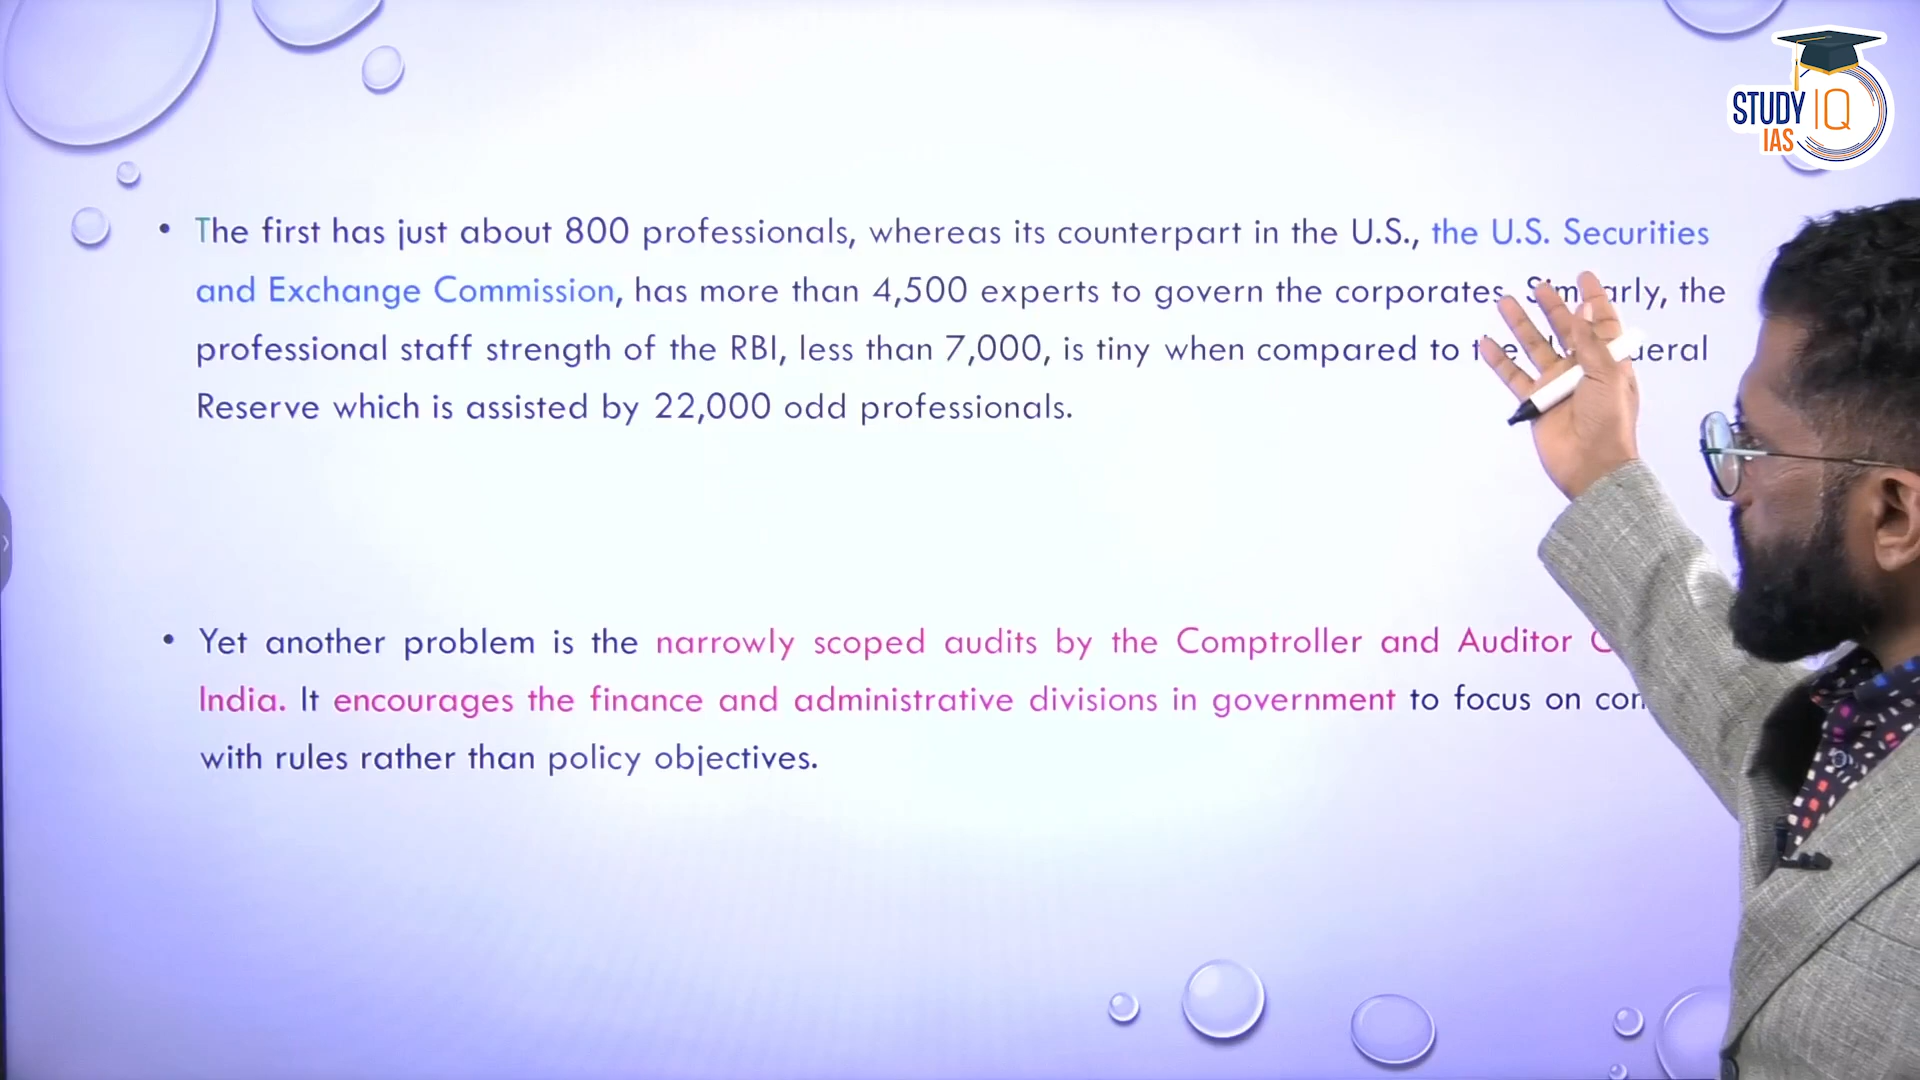 STUDY IQ
IAS
• The first has just about 800 professionals, whereas its counterpart in the U.S., the U.S. Securities
and Exchange Commission, has more than 4,500 experts to govern the corporates. Similarly, the
professional staff strength of the RBI, less than 7,000, is tiny when compared to the
Reserve which is assisted by 22,000 odd professionals.
• Yet another problem is the narrowly scoped audits by the Comptroller and Auditor
India. It encourages the finance and administrative divisions in government to focus on
with rules rather than policy objectives.